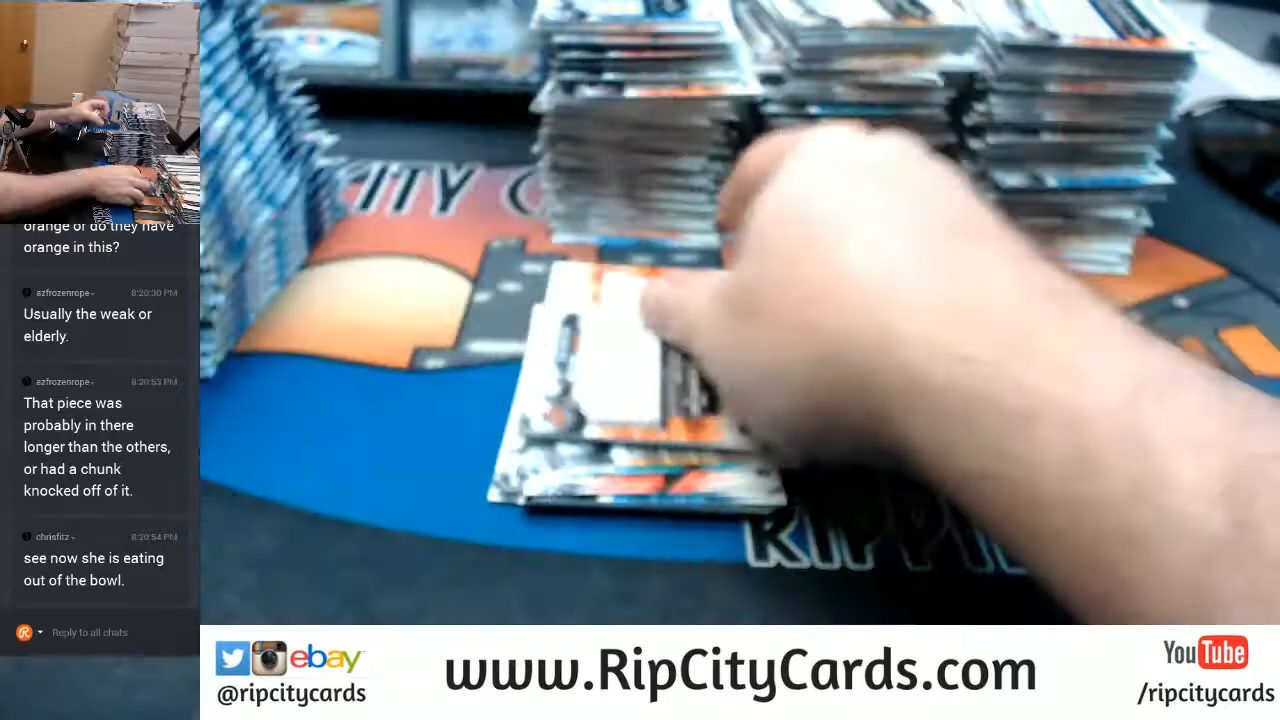 orange or do they have
orange in this?
azfrozenrope
8:20:30 PM
Usually the weak or
elderly.
azfrozenrope
8:20:53 PM
That piece was
probably in there
longer than the others,
or had a chunk
knocked off of it.
chrisfitz
8:20:54 PM
see now she is eating
out of the bowl.
Reply to all chats
CITY C
RIPPI
ebay
@ripcitycards
www.RipCityCards.com
YouTube
/ripcitycards